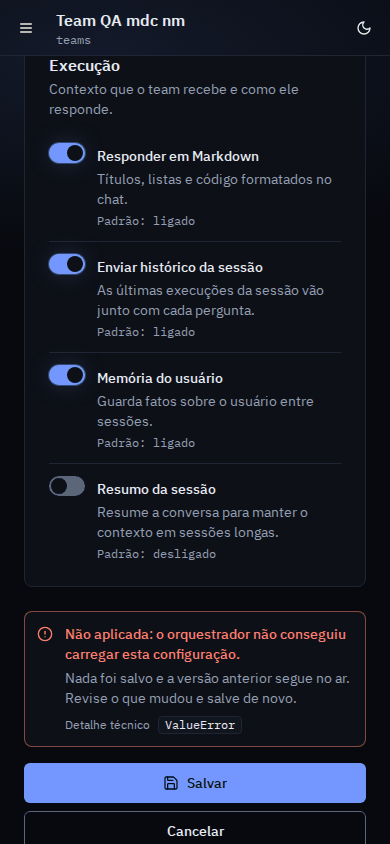 Team QA mdc nm
teams
Execução
Contexto que o team recebe e como ele
responde.
Responder em Markdown
Títulos, listas e código formatados no
chat.
Padrão: ligado
Enviar histórico da sessão
As últimas execuções da sessão vão
junto com cada pergunta.
Padrão: ligado
Memória do usuário
Guarda fatos sobre o usuário entre
sessões.
Padrão: ligado
Resumo da sessão
Resume a conversa para manter o
contexto em sessões longas.
Padrão: desligado
Não aplicada: o orquestrador não conseguiu
carregar esta configuração.
Nada foi salvo e a versão anterior segue no ar.
Revise o que mudou e salve de novo.
Detalhe técnico ValueError
Salvar
Cancelar